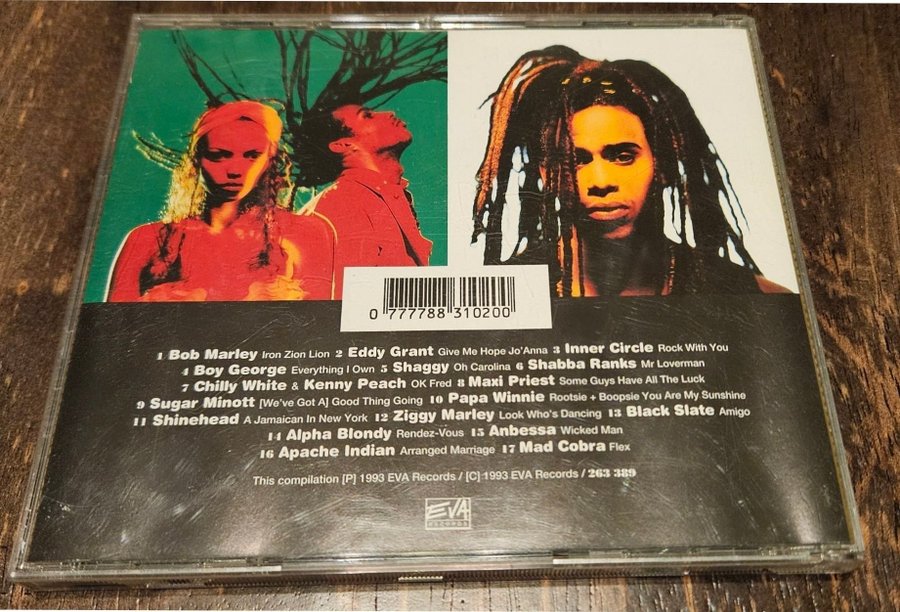 0 777788 310200
1 Bob Marley Iron Zion Lion 2 Eddy Grant Give Me Hope Jo'Anna 3 Inner Circle Rock With You
4 Boy George Everything I Own 5 Shaggy Oh Carolina 6 Shabba Ranks Mr Loverman
7 Chilly White & Kenny Peach OK Fred 8 Maxi Priest Some Guys Have All The Luck
9 Sugar Minott [We've Got A] Good Thing Going 10 Papa Winnie Rootsie + Boopsie You Are My Sunshine
11 Shinehead A Jamaican In New York 12 Ziggy Marley Look Who's Dancing 13 Black Slate Amigo
14 Alpha Blondy Rendez-Vous 15 Anbessa Wicked Man
16 Apache Indian Arranged Marriage 17 Mad Cobra Flex
This compilation [P] 1993 EVA Records / [C] 1993 EVA Records / 263 389
EVA
RECORDS